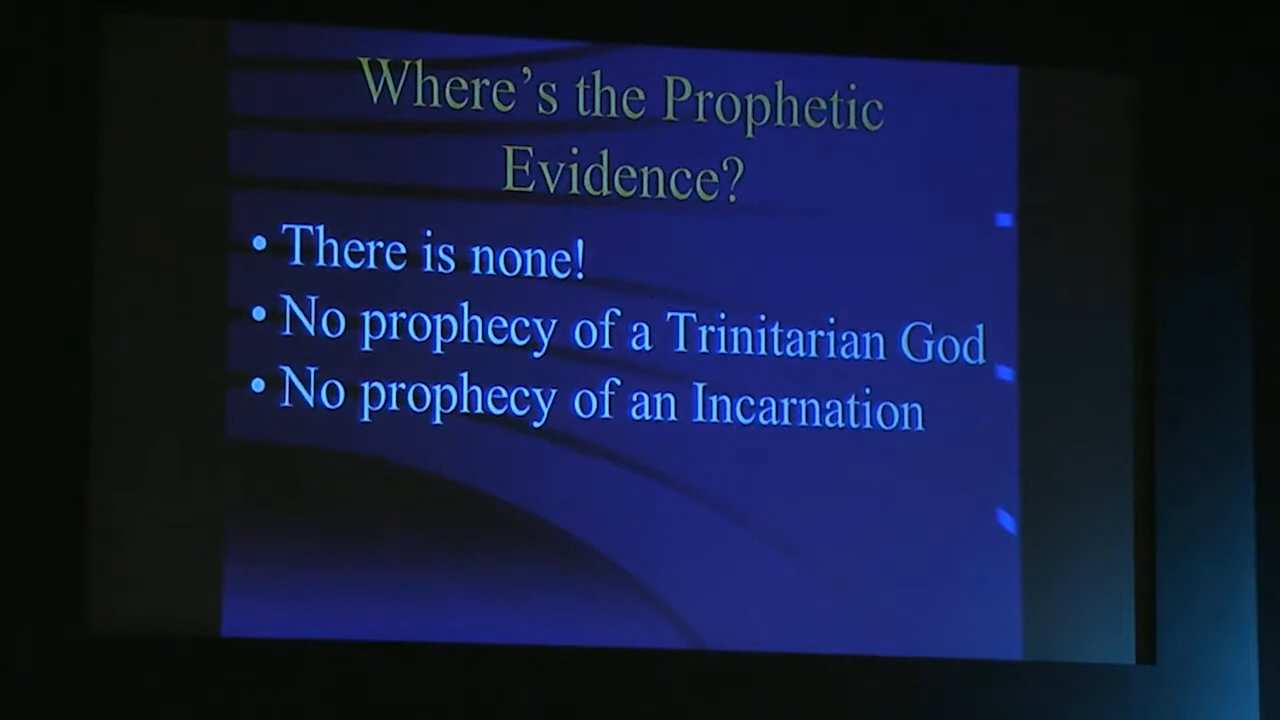 Where's the Prophetic
Evidence?
• There is none!
• No prophecy of a Trinitarian God
• No prophecy of an Incarnation